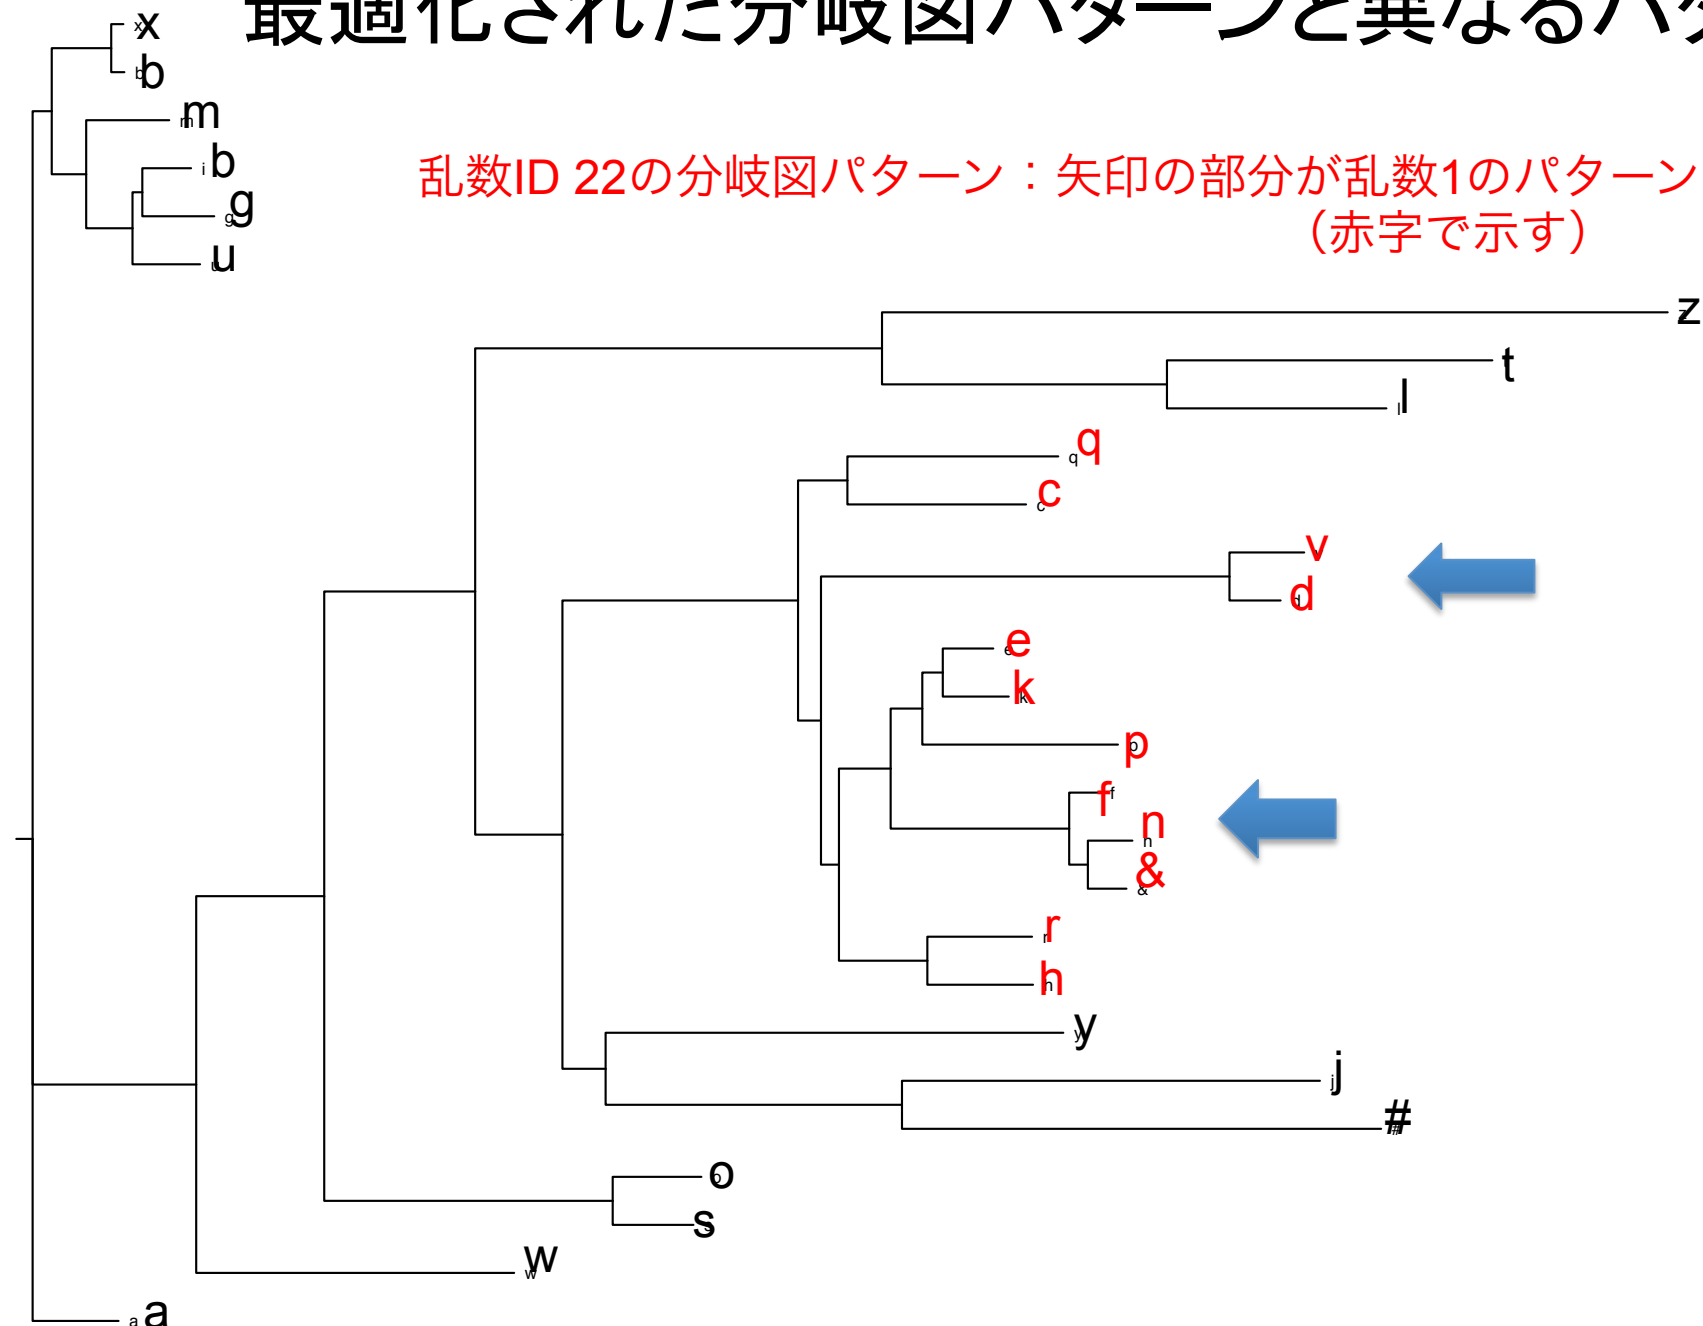 最適化された分岐図パターンと異なるパタ
x x
b b
m m
乱数ID 22の分岐図パターン：矢印の部分が乱数1のパターン
（赤字で示す）
i b
g g
u u
z
t
l l
q q
c c
v
d d
e e
k k
p p
f f
n n
& &
r r
h h
y y
j j
# #
o o
s
w w
a a